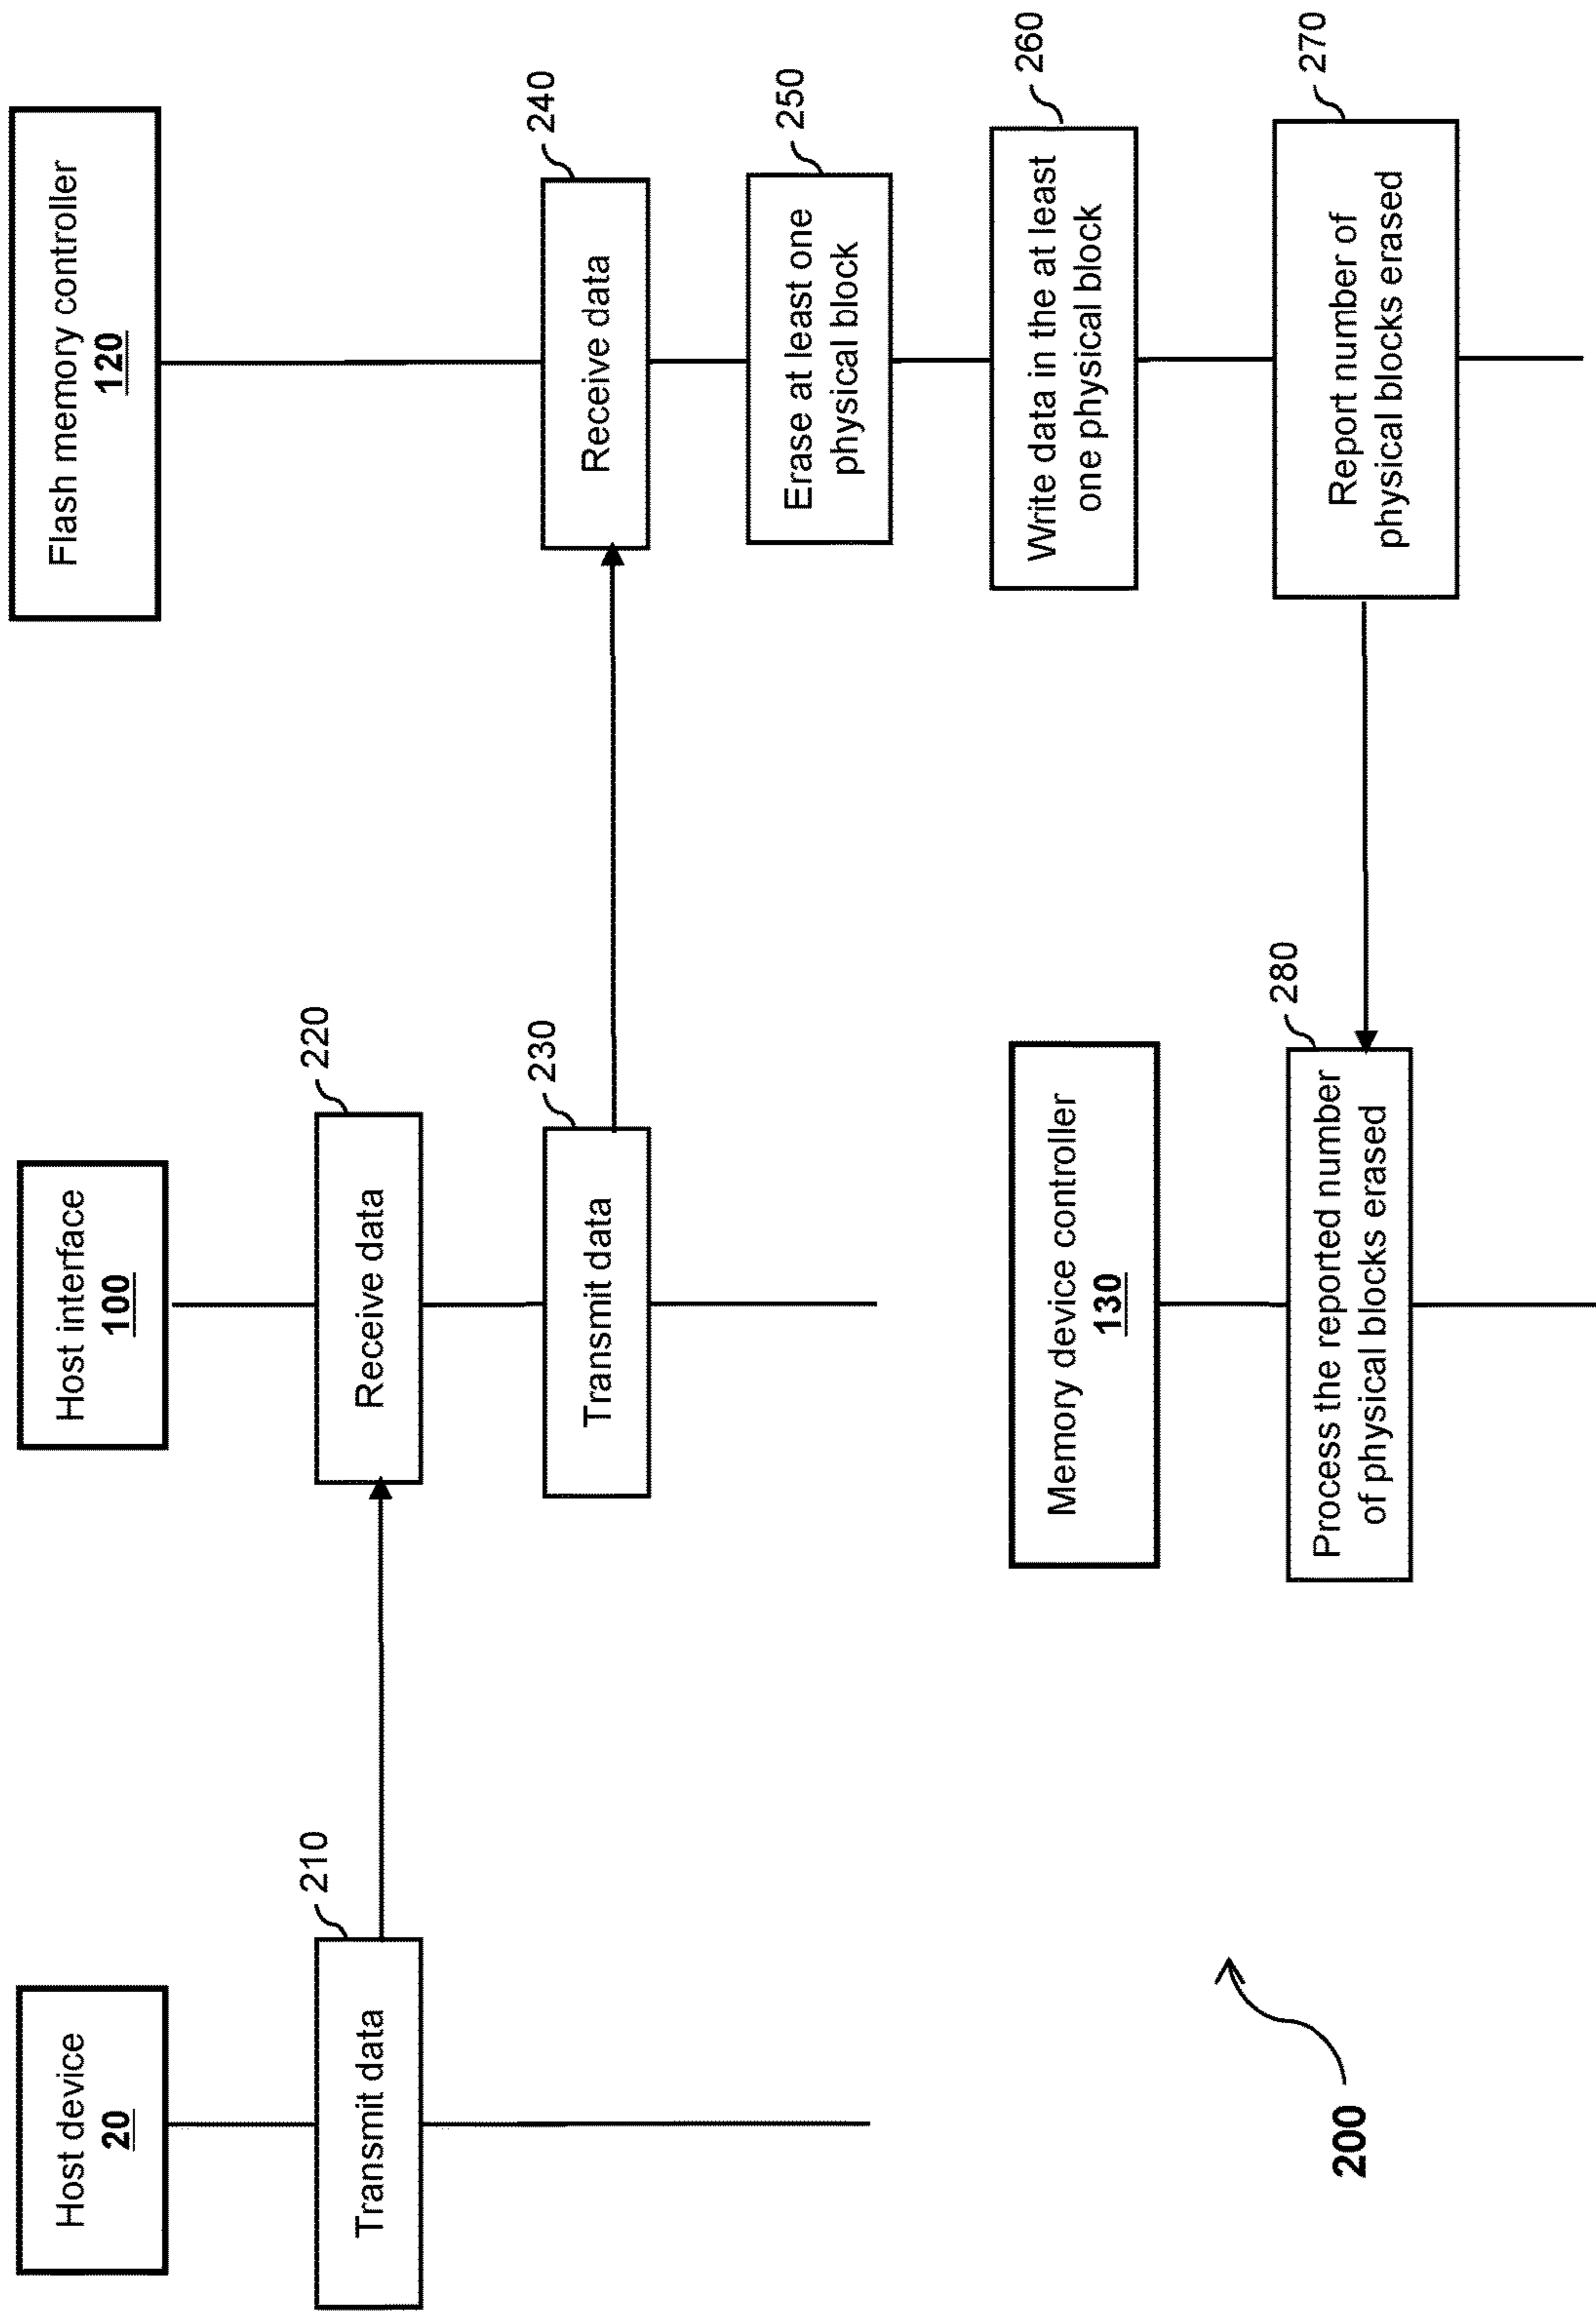 Host device
20
Host interface
100
Flash memory controller
120
210
Transmit data
220
Receive data
230
Transmit data
240
Receive data
250
Erase at least one
physical block
260
Write data in the at least
one physical block
Memory device controller
130
270
Report number of
physical blocks erased
280
Process the reported number
of physical blocks erased
200